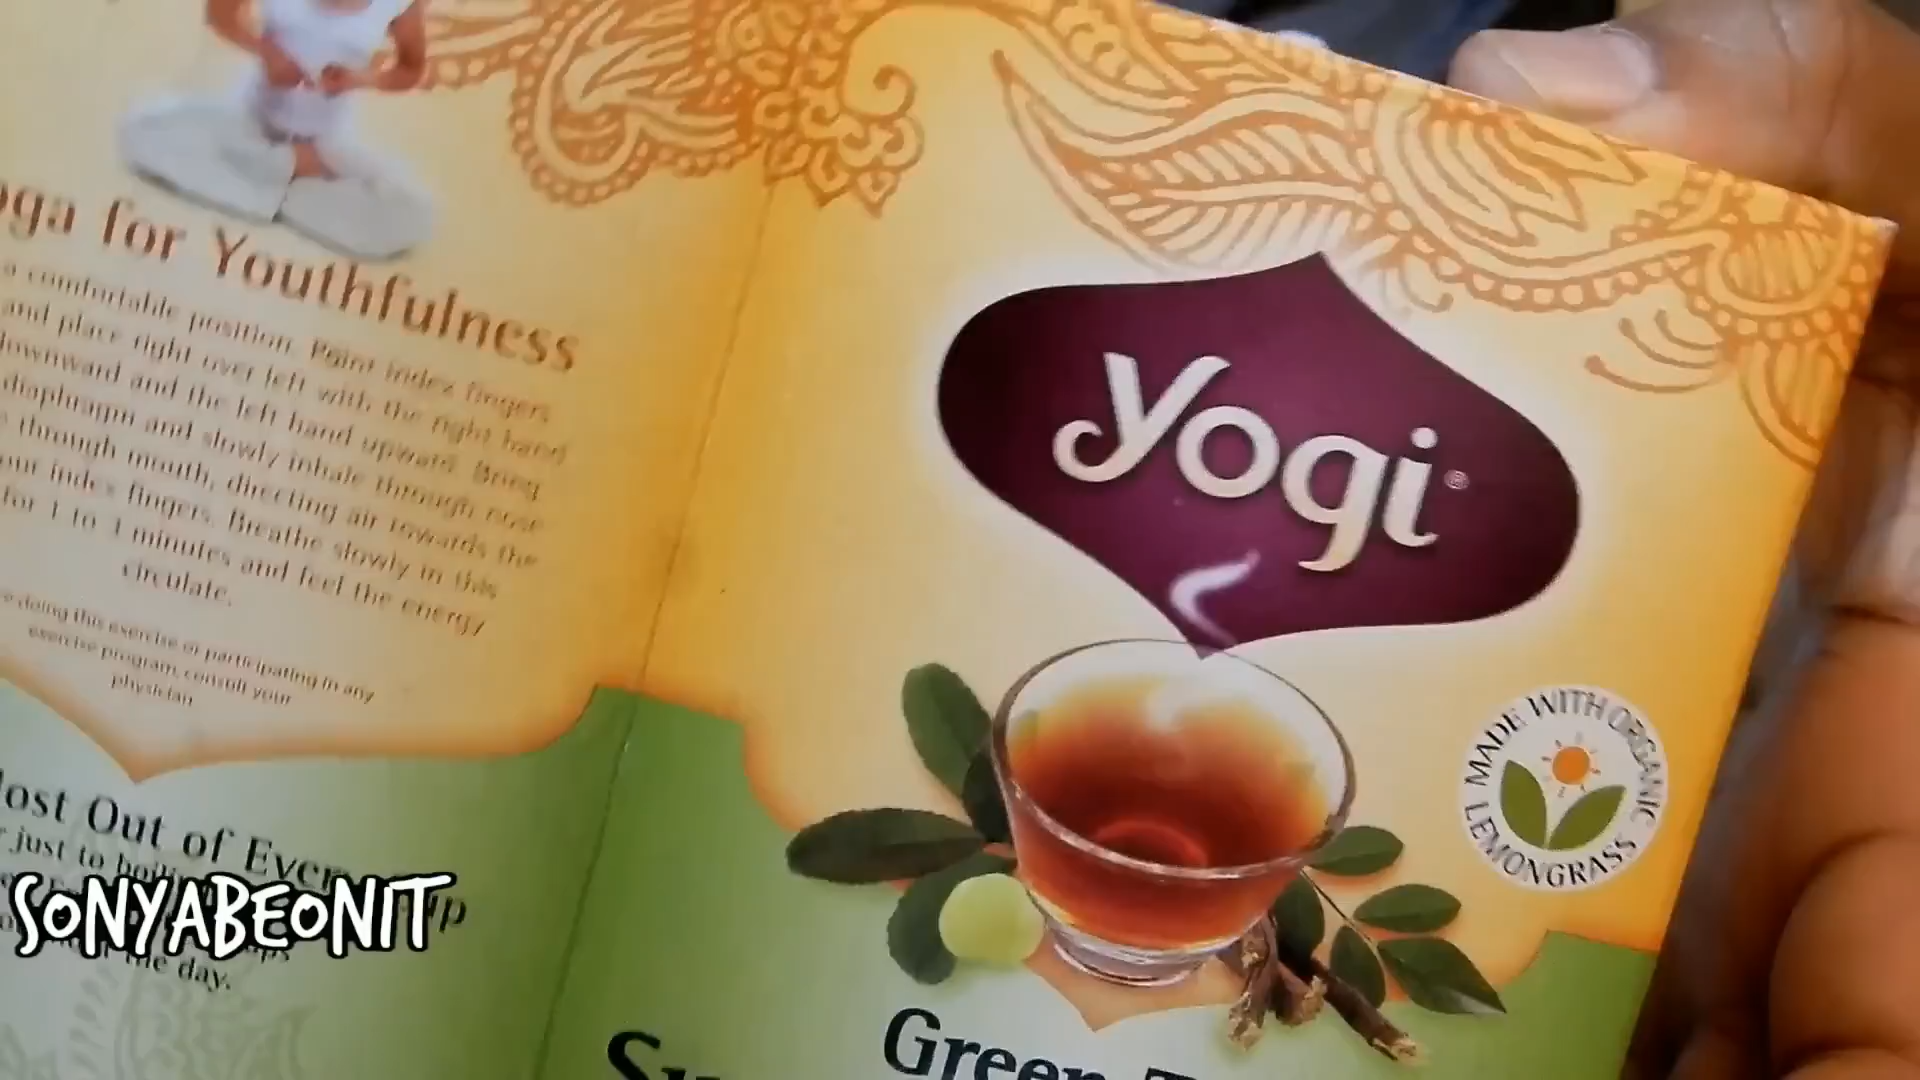 for Youthfulness
a comfortable position. Point index fingers
and place right over left with the right hand
downward and the left hand upward. Bring
diaphragm and slowly inhale through nose
through mouth, directing air towards the
index fingers. Breathe slowly in this
for 1 to 3 minutes and feel the energy
circulate.
doing this exercise or participating in any
exercise program, consult your
physician
Out of Every
just to
the day.
SONYABEONIT
yogi®
MADE WITH ORGANIC
LEMONGRASS
Green